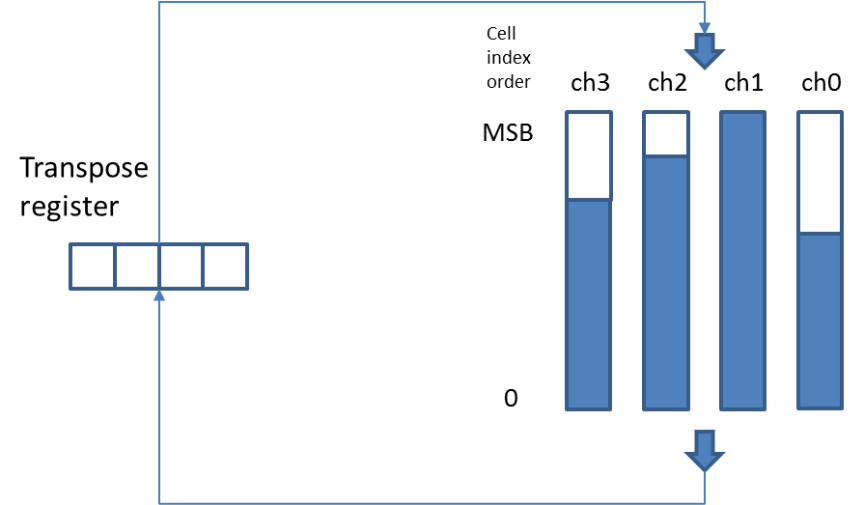 Cell
index
order
ch3 ch2 ch1 ch0
MSB
Transpose
register
0